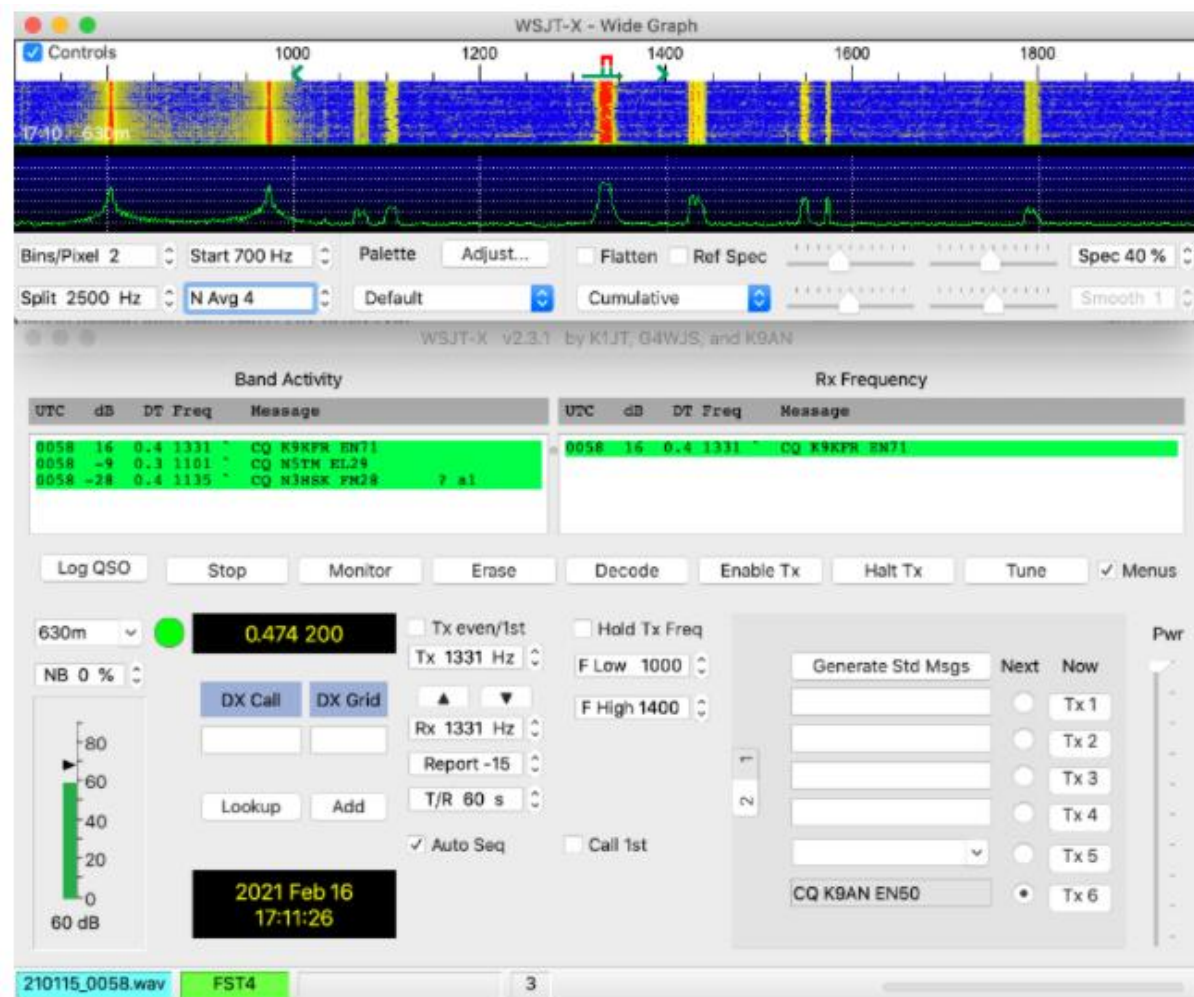 WSJT-X - Wide Graph
Controls 1000 1200 1400 1600 1800
17:10 630m
Bins/Pixel 2 Start 700 Hz Palette Adjust... Flatten Ref Spec Spec 40 %
Split 2500 Hz N Avg 4 Default Cumulative Smooth 1
WSJT-X v2.3.1 by K1JT, G4WJS, and K9AN
Band Activity Rx Frequency
UTC dB DT Freq Message UTC dB DT Freq Message
0058 16 0.4 1331 ` CQ K9KFR EN71 0058 16 0.4 1331 ` CQ K9KFR EN71
0058 -9 0.3 1101 ` CQ N5TM EL29
0058 -28 0.4 1135 ` CQ N3HSK FM28 ? a1
Log QSO Stop Monitor Erase Decode Enable Tx Halt Tx Tune Menus
630m 0.474 200 Tx even/1st Hold Tx Freq Pwr
NB 0 % Tx 1331 Hz F Low 1000 Generate Std Msgs Next Now
DX Call DX Grid F High 1400 Tx 1
80 Rx 1331 Hz Tx 2
60 Report -15 1 Tx 3
40 Lookup Add T/R 60 s 2 Tx 4
20 Auto Seq Call 1st Tx 5
0 2021 Feb 16 CQ K9AN EN50 Tx 6
60 dB 17:11:26
210115_0058.wav FST4 3